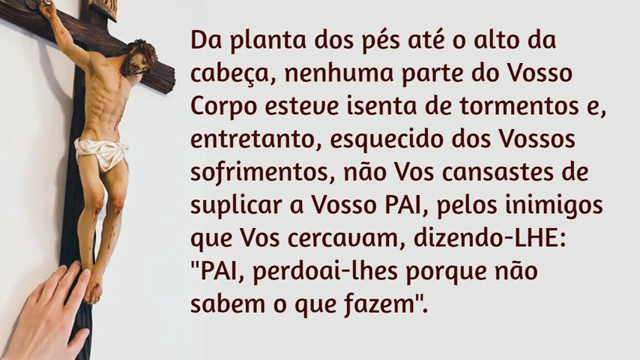 Da planta dos pés até o alto da
cabeça, nenhuma parte do Vosso
Corpo esteve isenta de tormentos e,
entretanto, esquecido dos Vossos
sofrimentos, não Vos cansastes de
suplicar a Vosso PAI, pelos inimigos
que Vos cercavam, dizendo-LHE:
"PAI, perdoai-lhes porque não
sabem o que fazem".